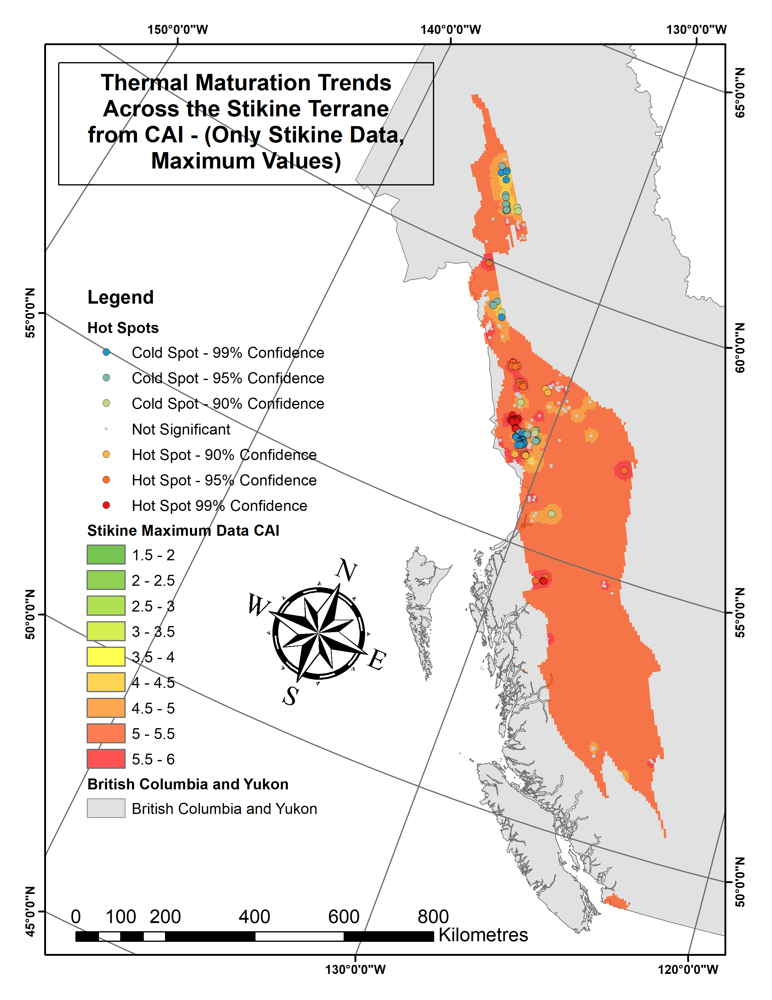 150°0'0"W
140°0'0"W
130°0'0"W
Thermal Maturation Trends
Across the Stikine Terrane
from CAI - (Only Stikine Data,
Maximum Values)
65°0'0"N
60°0'0"N
55°0'0"N
50°0'0"N
55°0'0"N
50°0'0"N
45°0'0"N
Legend
Hot Spots
Cold Spot - 99% Confidence
Cold Spot - 95% Confidence
Cold Spot - 90% Confidence
Not Significant
Hot Spot - 90% Confidence
Hot Spot - 95% Confidence
Hot Spot 99% Confidence
Stikine Maximum Data CAI
1.5 - 2
2 - 2.5
2.5 - 3
3 - 3.5
3.5 - 4
4 - 4.5
4.5 - 5
5 - 5.5
5.5 - 6
British Columbia and Yukon
British Columbia and Yukon
N
W
E
S
0 100 200 400 600 800
Kilometres
130°0'0"W
120°0'0"W